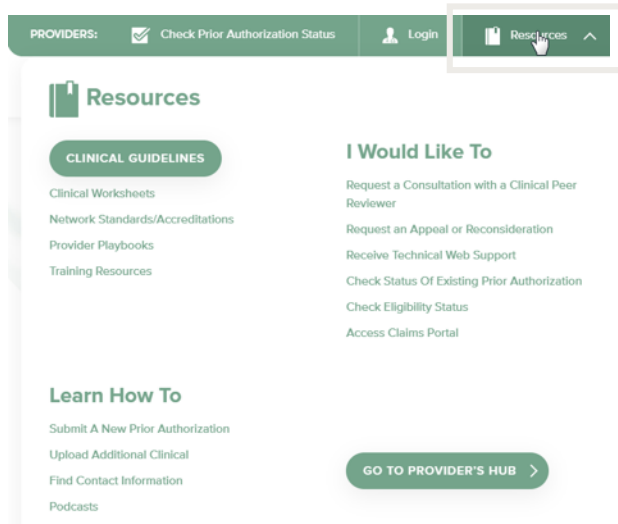 PROVIDERS:
Check Prior Authorization Status
Login
Resources
Resources
CLINICAL GUIDELINES
Clinical Worksheets
Network Standards/Accreditations
Provider Playbooks
Training Resources
I Would Like To
Request a Consultation with a Clinical Peer
Reviewer
Request an Appeal or Reconsideration
Receive Technical Web Support
Check Status Of Existing Prior Authorization
Check Eligibility Status
Access Claims Portal
Learn How To
Submit A New Prior Authorization
Upload Additional Clinical
Find Contact Information
Podcasts
GO TO PROVIDER'S HUB